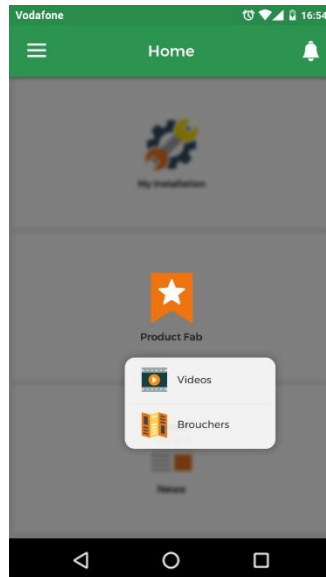 Vodafone 16:54
Home
My Installation
Product Fab
Videos
Brouchers
News